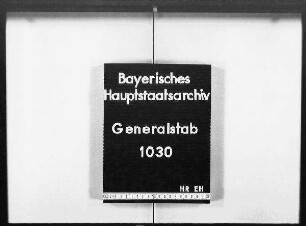 Bayerisches
Hauptstaatsarchiv
Generalstab
1030
HR EH